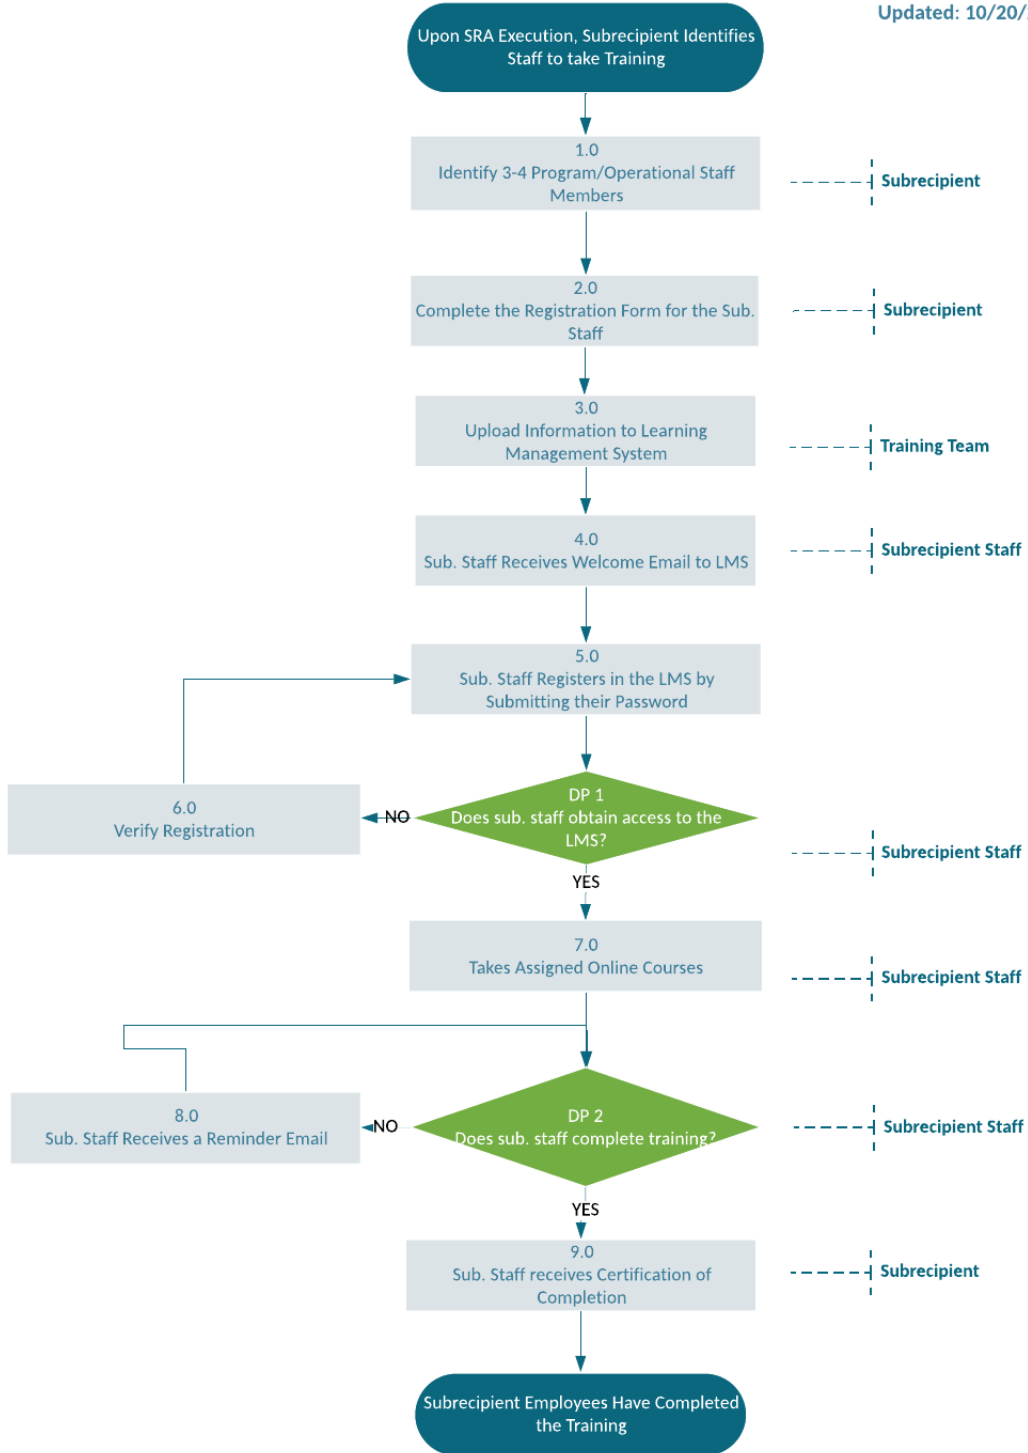 Updated: 10/20/
Upon SRA Execution, Subrecipient Identifies
Staff to take Training
1.0
Identify 3-4 Program/Operational Staff
Members
Subrecipient
2.0
Complete the Registration Form for the Sub.
Staff
Subrecipient
3.0
Upload Information to Learning
Management System
Training Team
4.0
Sub. Staff Receives Welcome Email to LMS
Subrecipient Staff
5.0
Sub. Staff Registers in the LMS by
Submitting their Password
DP 1
Does sub. staff obtain access to the
LMS?
NO
6.0
Verify Registration
Subrecipient Staff
YES
7.0
Takes Assigned Online Courses
Subrecipient Staff
DP 2
Does sub. staff complete training?
NO
8.0
Sub. Staff Receives a Reminder Email
Subrecipient Staff
YES
9.0
Sub. Staff receives Certification of
Completion
Subrecipient
Subrecipient Employees Have Completed
the Training